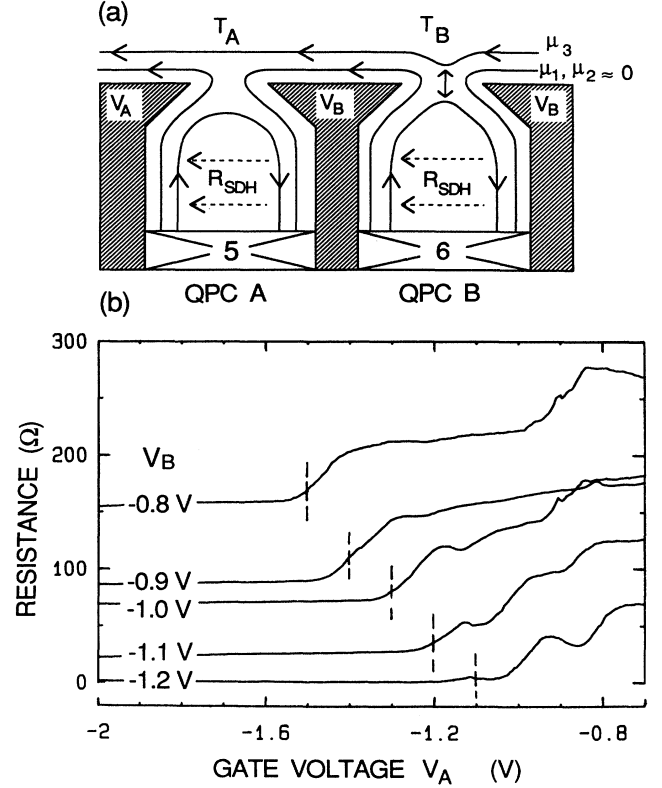 (a)
T_A T_B
μ_3
μ_1, μ_2 ≈ 0
V_A V_B V_B
R_SDH R_SDH
5 6
QPC A QPC B
(b)
300
200
100
0
RESISTANCE (Ω)
V_B
-0.8 V
-0.9 V
-1.0 V
-1.1 V
-1.2 V
-2 -1.6 -1.2 -0.8
GATE VOLTAGE V_A (V)